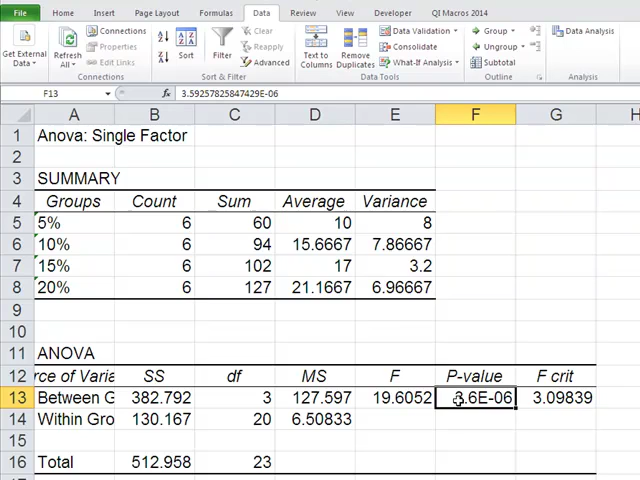 File Home Insert Page Layout Formulas Data Review View Developer QI Macros 2014
Get External Data
Refresh All
Connections
Properties
Edit Links
Connections
Sort
Filter
Clear
Reapply
Advanced
Sort & Filter
Text to Columns
Remove Duplicates
Data Validation
Consolidate
What-If Analysis
Data Tools
Group
Ungroup
Subtotal
Outline
Data Analysis
Analysis
F13 fx 3.59257825847429E-06
A B C D E F G H
1 Anova: Single Factor
2
3 SUMMARY
4 Groups Count Sum Average Variance
5 5% 6 60 10 8
6 10% 6 94 15.6667 7.86667
7 15% 6 102 17 3.2
8 20% 6 127 21.1667 6.96667
9
10
11 ANOVA
12 rce of Varia SS df MS F P-value F crit
13 Between G 382.792 3 127.597 19.6052 3.6E-06 3.09839
14 Within Gro 130.167 20 6.50833
15
16 Total 512.958 23